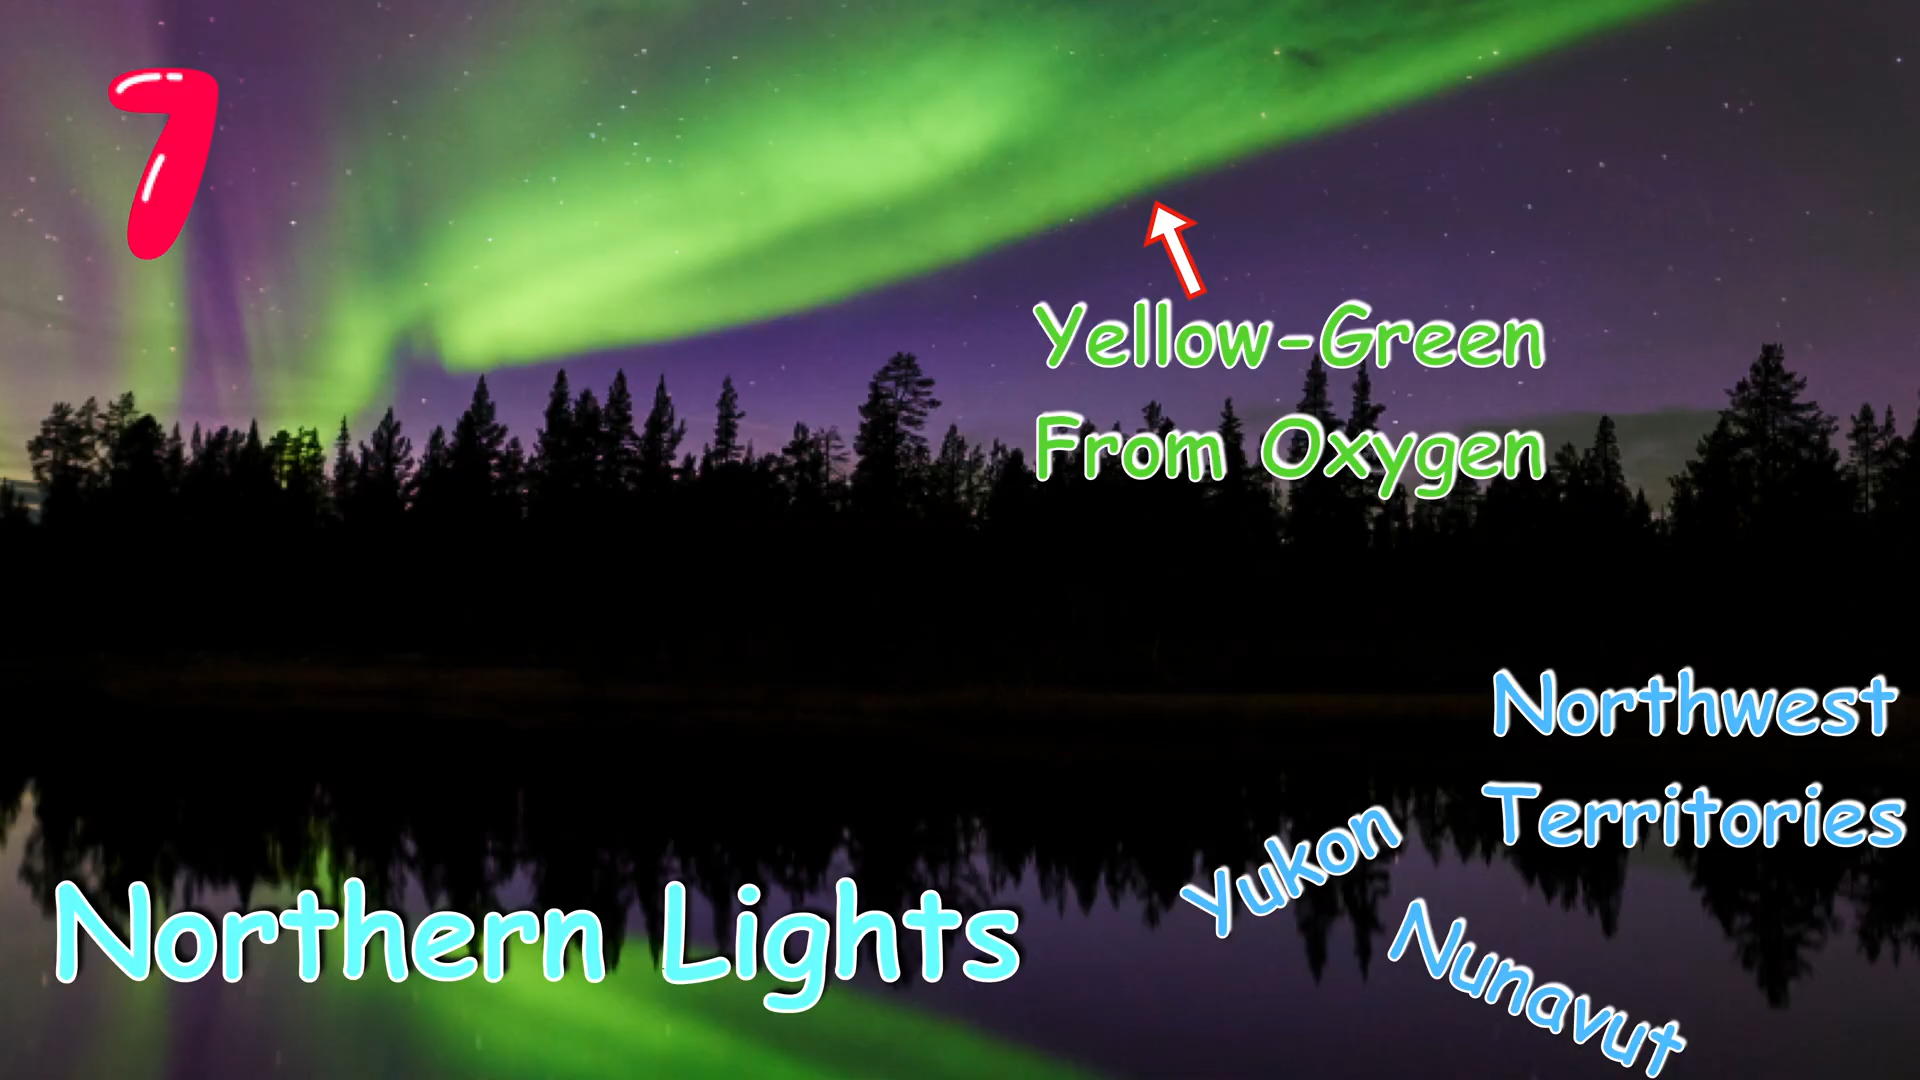 7
Yellow-Green
From Oxygen
Northwest
Territories
Yukon
Nunavut
Northern Lights